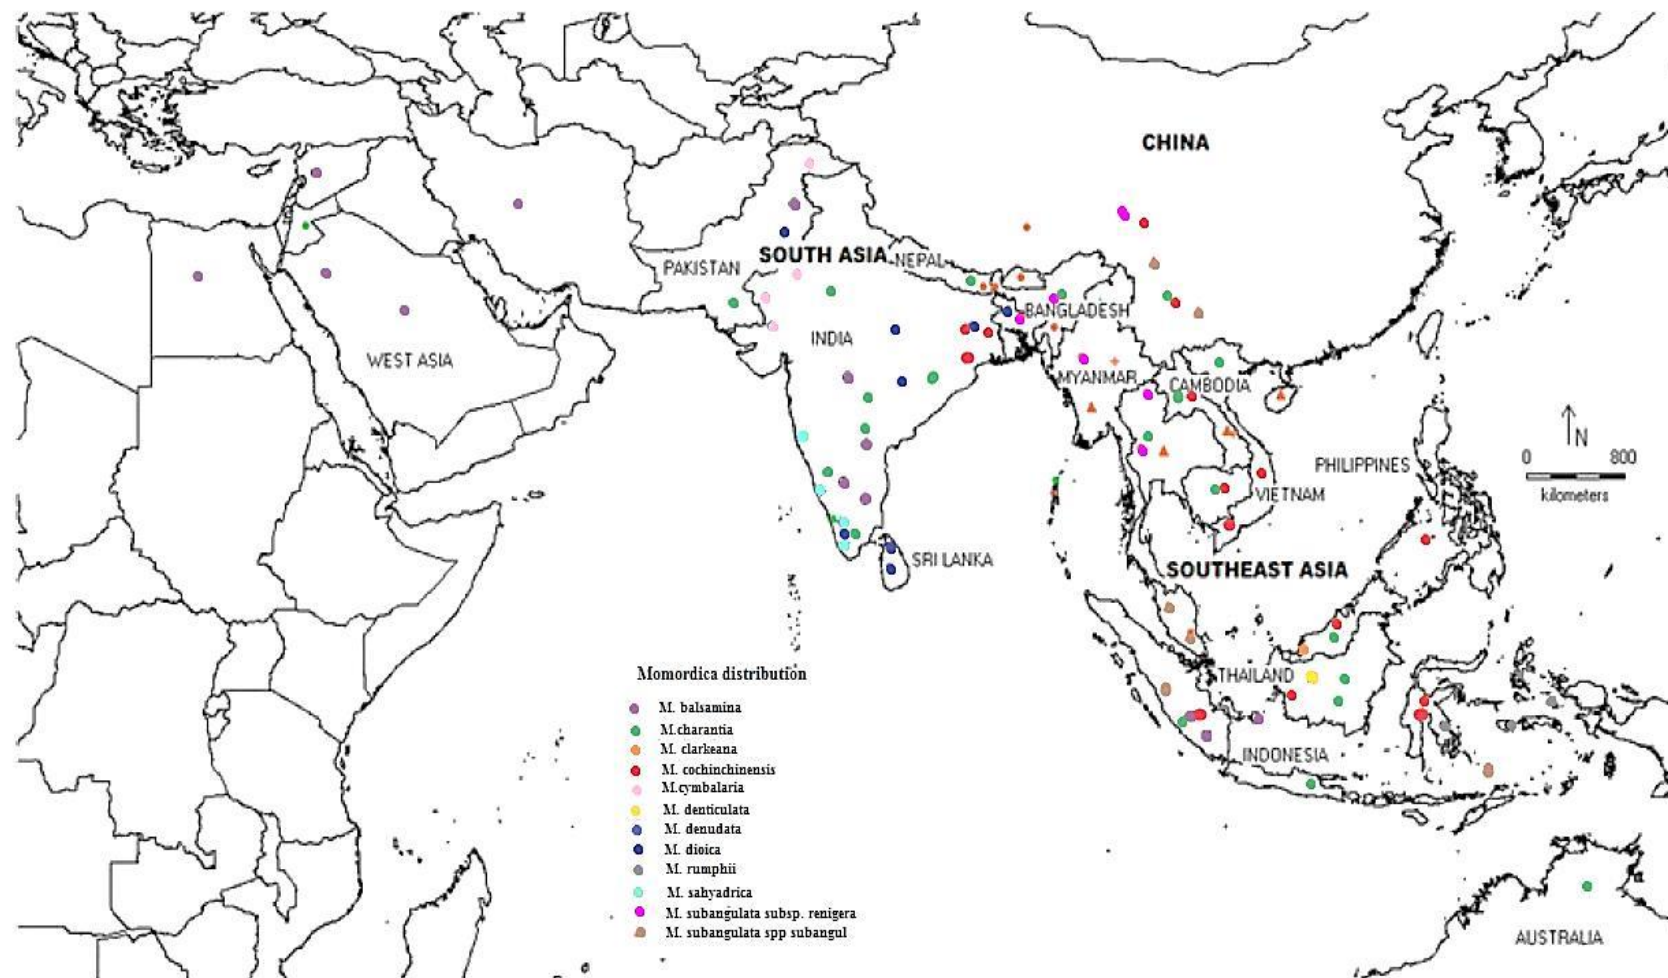 CHINA
SOUTH ASIA
NEPAL
PAKISTAN
BANGLADESH
INDIA
WEST ASIA
MYANMAR
CAMBODIA
N
0 800
kilometers
PHILIPPINES
VIETNAM
SRI LANKA
SOUTHEAST ASIA
THAILAND
INDONESIA
AUSTRALIA
Momordica distribution
M. balsamina
M.charantia
M. clarkeana
M. cochinchinensis
M.cymbalaria
M. denticulata
M. denudata
M. dioica
M. rumphii
M. sahyadrica
M. subangulata subsp. renigera
M. subangulata spp subangul